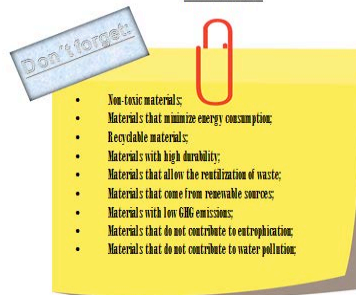 Don't forget:
• Non-toxic materials;
• Materials that minimize energy consumption;
• Recyclable materials;
• Materials with high durability;
• Materials that allow the reutilization of waste;
• Materials that come from renewable sources;
• Materials with low GHG emissions;
• Materials that do not contribute to entrophication;
• Materials that do not contribute to water pollution;